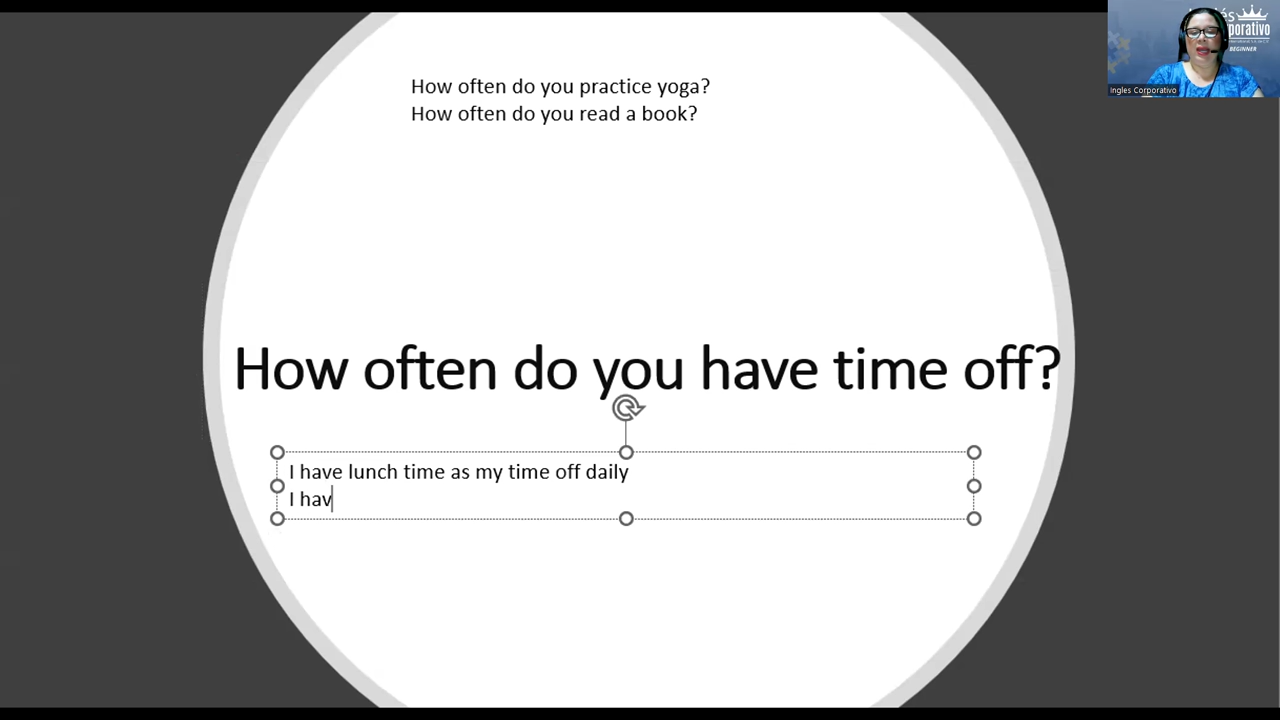 How often do you practice yoga?
How often do you read a book?
How often do you have time off?
I have lunch time as my time off daily
I hav
Ingles Corporativo
BEGINNER